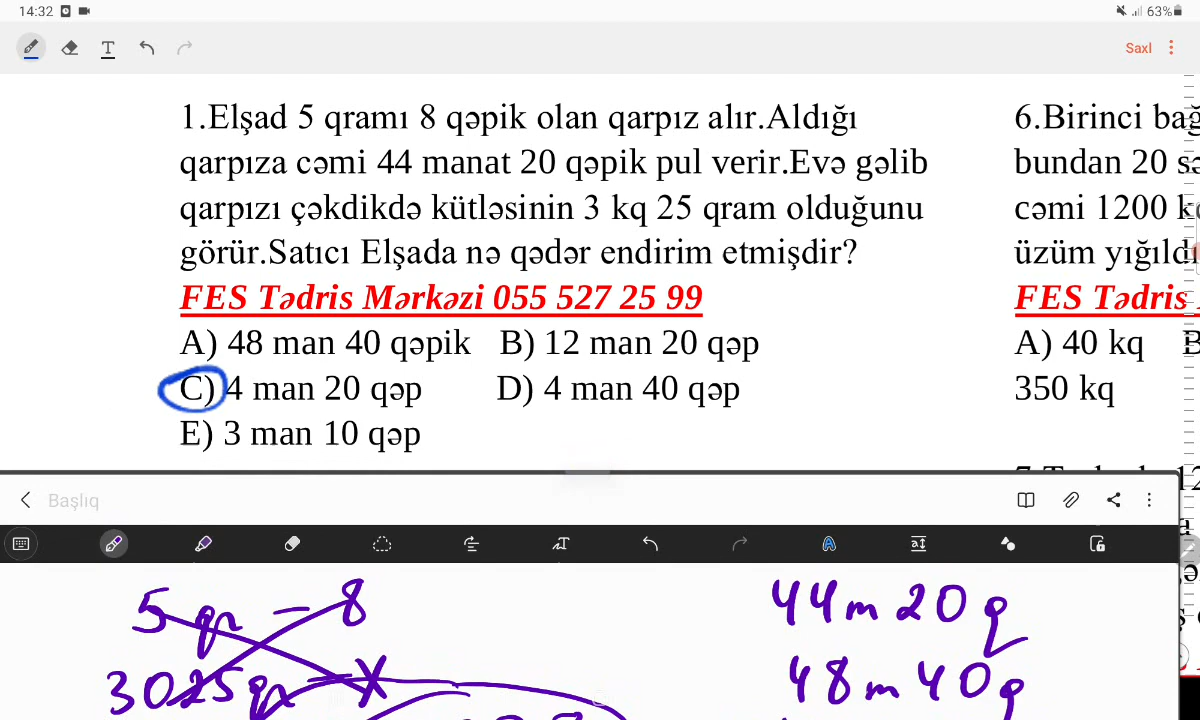 14:32
63%
Saxl
1.Elşad 5 qramı 8 qəpik olan qarpız alır.Aldığı
qarpıza cəmi 44 manat 20 qəpik pul verir.Evə gəlib
qarpızı çəkdikdə kütləsinin 3 kq 25 qram olduğunu
görür.Satıcı Elşada nə qədər endirim etmişdir?
FES Tədris Mərkəzi 055 527 25 99
A) 48 man 40 qəpik B) 12 man 20 qəp
C) 4 man 20 qəp D) 4 man 40 qəp
E) 3 man 10 qəp
6.Birinci bağ
bundan 20 sə
cəmi 1200 k
üzüm yığıldı
FES Tədris
A) 40 kq B
350 kq
Başlıq
5 qr – 8
3025 qr – X
44 m 20 q
48 m 40 q